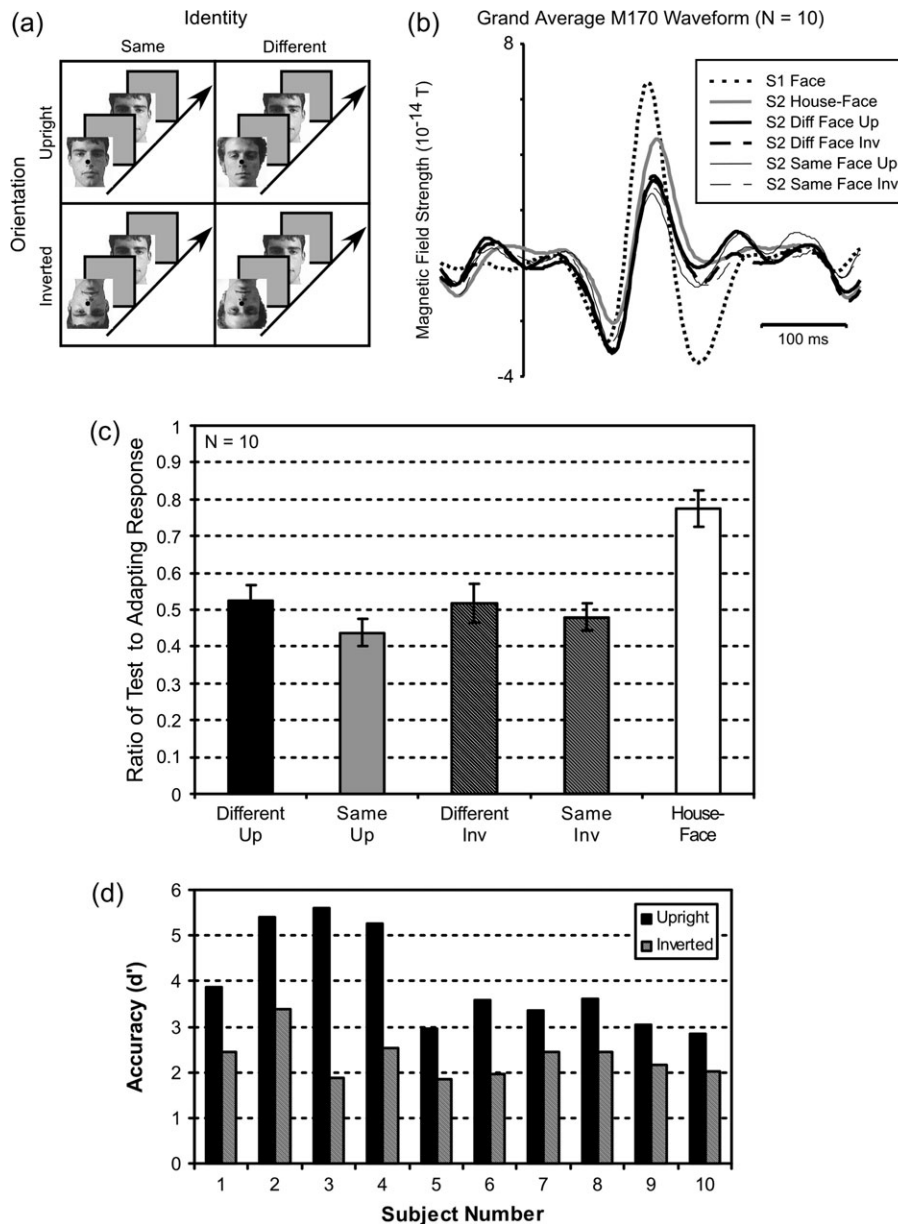 (a)
Identity
Same
Different
Orientation
Upright
Inverted
(b)
Grand Average M170 Waveform (N = 10)
Magnetic Field Strength (10⁻¹⁴ T)
8
-4
S1 Face
S2 House-Face
S2 Diff Face Up
S2 Diff Face Inv
S2 Same Face Up
S2 Same Face Inv
100 ms
(c)
N = 10
Ratio of Test to Adapting Response
1
0.9
0.8
0.7
0.6
0.5
0.4
0.3
0.2
0.1
0
Different
Up
Same
Up
Different
Inv
Same
Inv
House-
Face
(d)
Accuracy (d')
6
5
4
3
2
1
0
Upright
Inverted
1 2 3 4 5 6 7 8 9 10
Subject Number